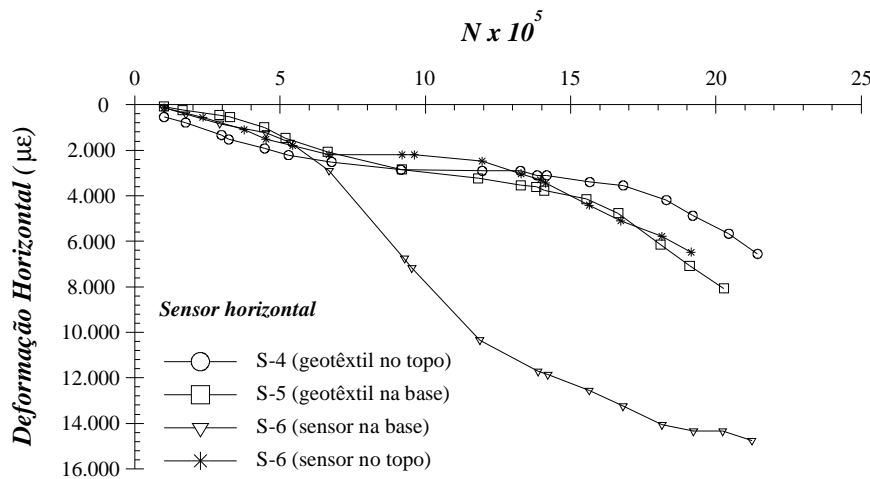 N x 10⁵
0 5 10 15 20 25
0
2.000
4.000
6.000
8.000
10.000
12.000
14.000
16.000
Deformação Horizontal ( με )
Sensor horizontal
S-4 (geotêxtil no topo)
S-5 (geotêxtil na base)
S-6 (sensor na base)
S-6 (sensor no topo)